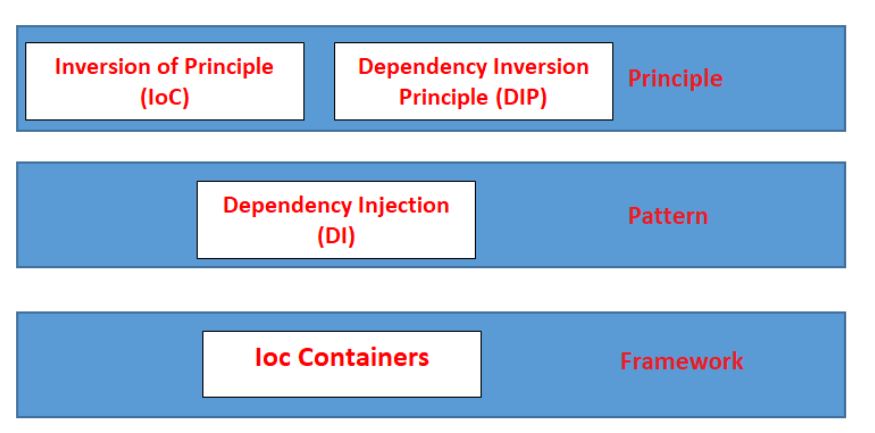 Inversion of Principle
(IoC)
Dependency Inversion
Principle (DIP)
Principle
Dependency Injection
(DI)
Pattern
Ioc Containers
Framework